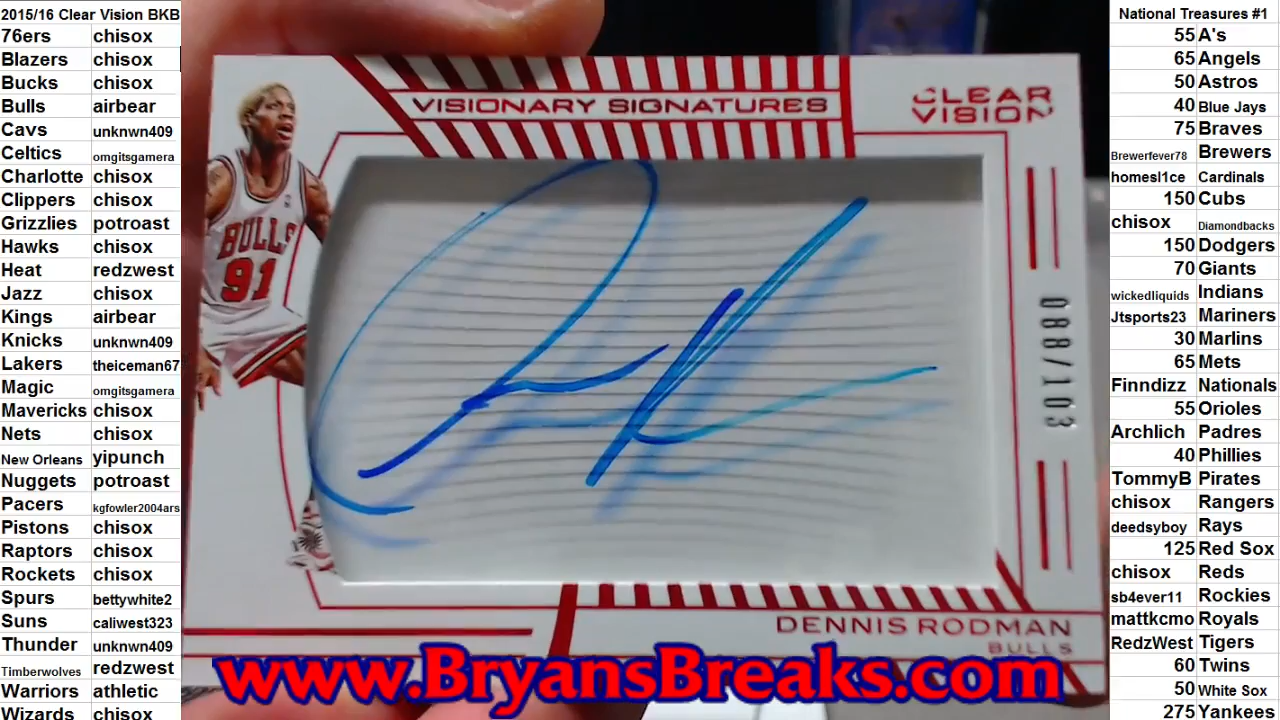 2015/16 Clear Vision BKB
76ers chisox
Blazers chisox
Bucks chisox
Bulls airbear
Cavs unknwn409
Celtics omgitsgamera
Charlotte chisox
Clippers chisox
Grizzlies potroast
Hawks chisox
Heat redzwest
Jazz chisox
Kings airbear
Knicks unknwn409
Lakers theiceman67
Magic omgitsgamera
Mavericks chisox
Nets chisox
New Orleans yipunch
Nuggets potroast
Pacers kgfowler2004ars
Pistons chisox
Raptors chisox
Rockets chisox
Spurs bettywhite2
Suns caliwest323
Thunder unknwn409
Timberwolves redzwest
Warriors athletic
Wizards chisox
VISIONARY SIGNATURES
CLEAR
VISION
BULLS
91
088/103
DENNIS RODMAN
BULLS
www.BryansBreaks.com
National Treasures #1
55 A's
65 Angels
50 Astros
40 Blue Jays
75 Braves
Brewerfever78 Brewers
homesl1ce Cardinals
150 Cubs
chisox Diamondbacks
150 Dodgers
70 Giants
wickedliquids Indians
Jtsports23 Mariners
30 Marlins
65 Mets
Finndizz Nationals
55 Orioles
Archlich Padres
40 Phillies
TommyB Pirates
chisox Rangers
deedsyboy Rays
125 Red Sox
chisox Reds
sb4ever11 Rockies
mattkcmo Royals
RedzWest Tigers
60 Twins
50 White Sox
275 Yankees